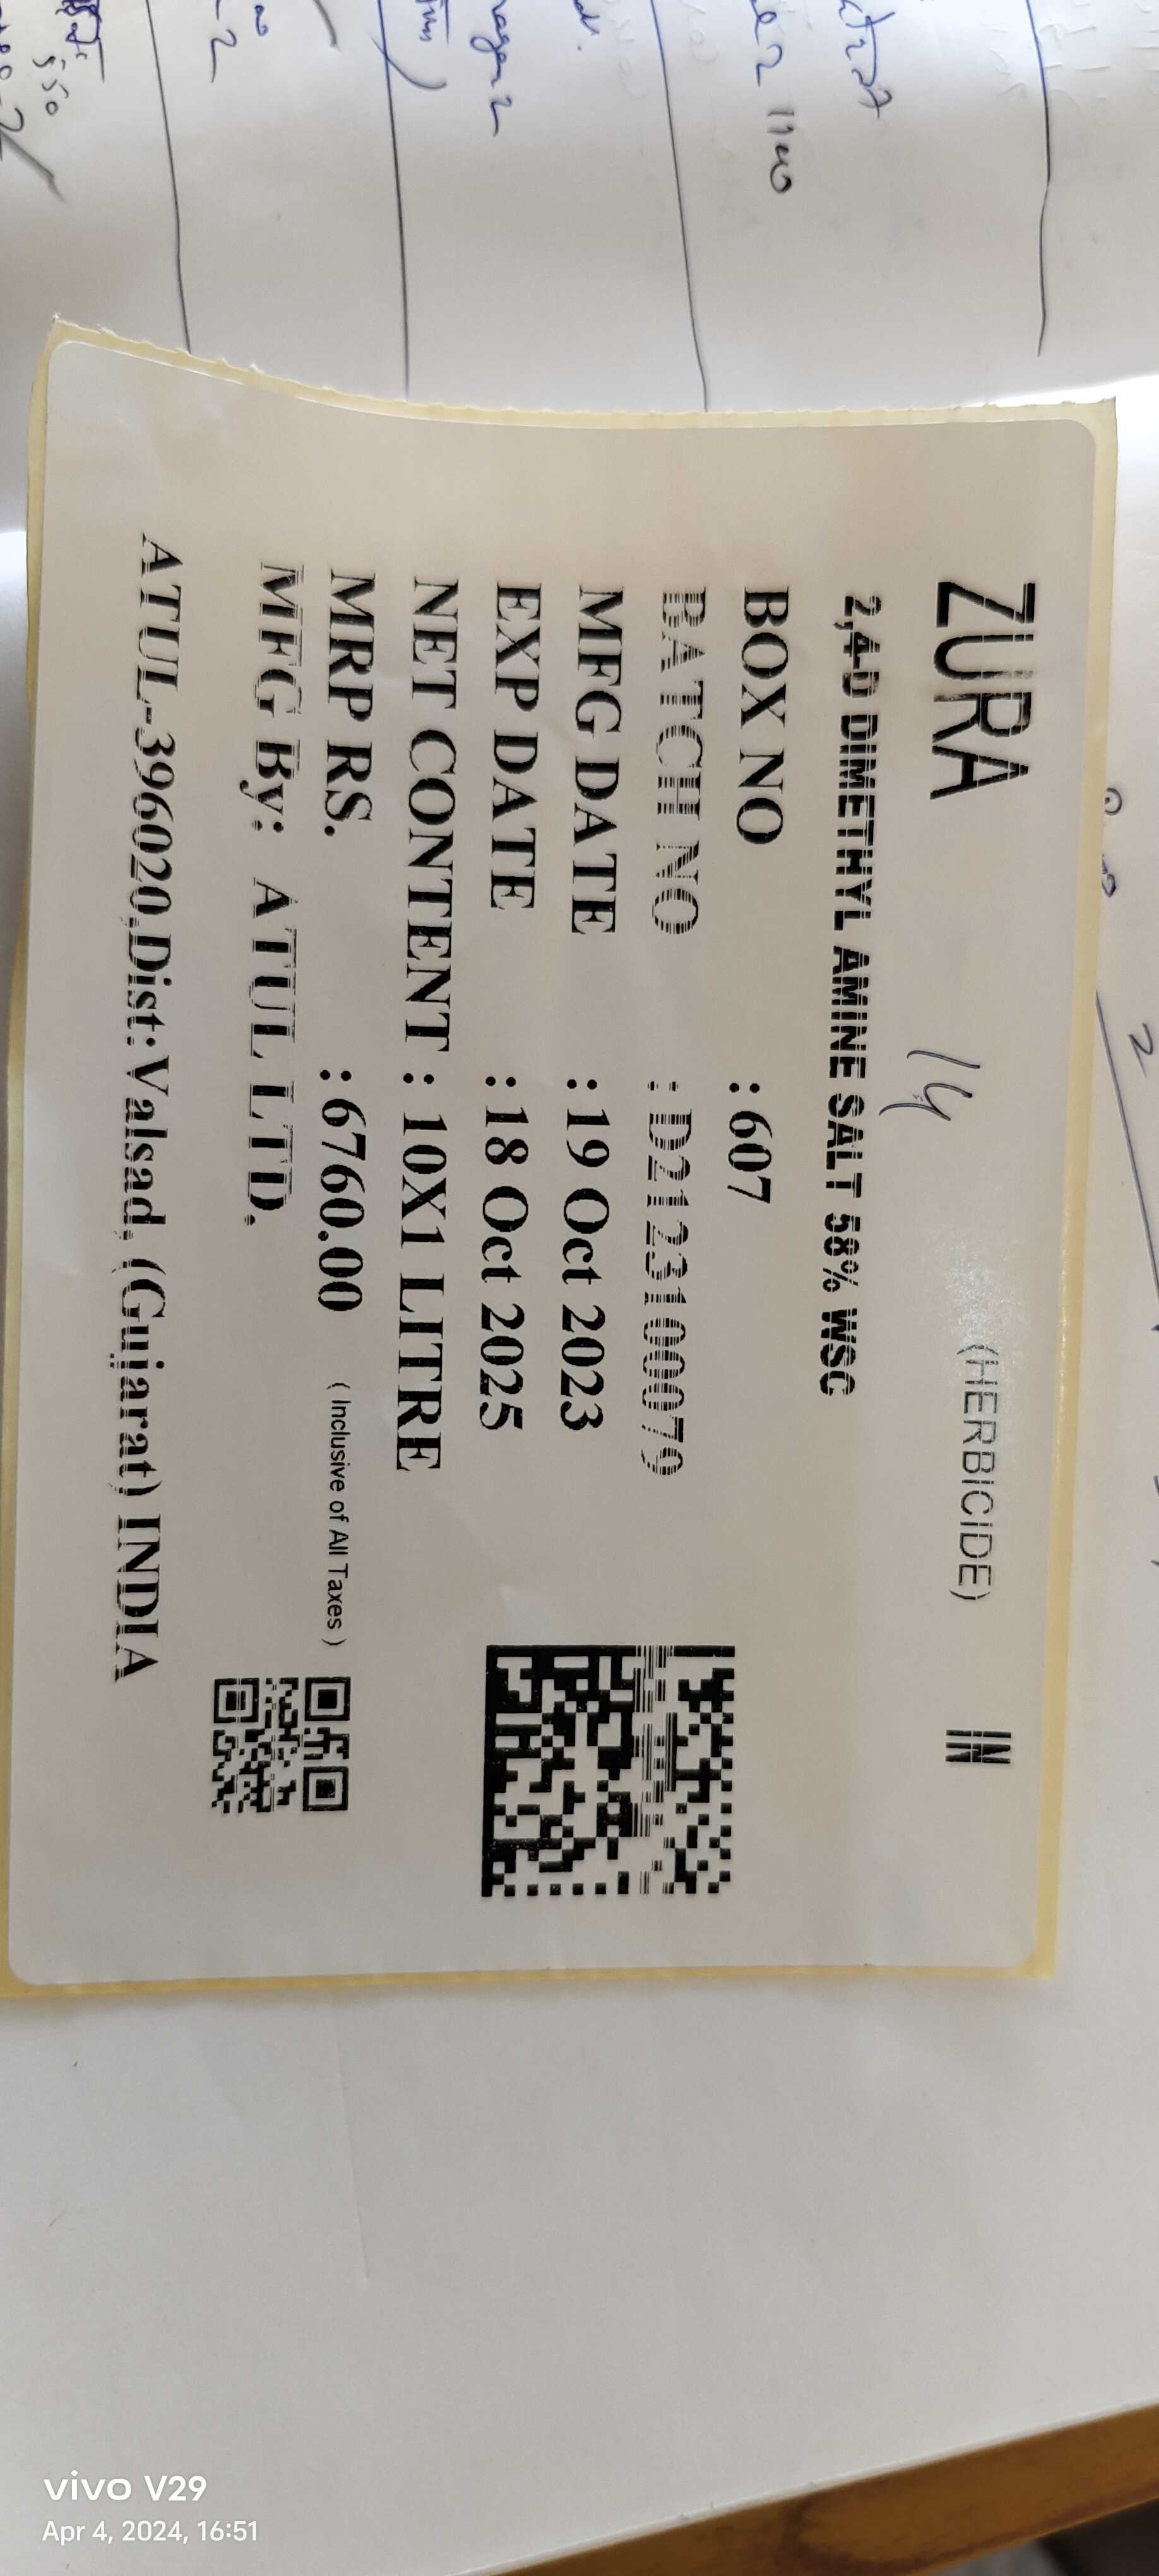 ZURA (HERBICIDE) IN
14
2,4-D DIMETHYL AMINE SALT 58% WSC
BOX NO : 607
BATCH NO : D2123100079
MFG DATE : 19 Oct 2023
EXP DATE : 18 Oct 2025
NET CONTENT : 10X1 LITRE
MRP RS. : 6760.00 ( Inclusive of All Taxes )
MFG By: ATUL LTD.
ATUL-396020,Dist:Valsad, (Gujarat) INDIA
550
2
vivo V29
Apr 4, 2024, 16:51